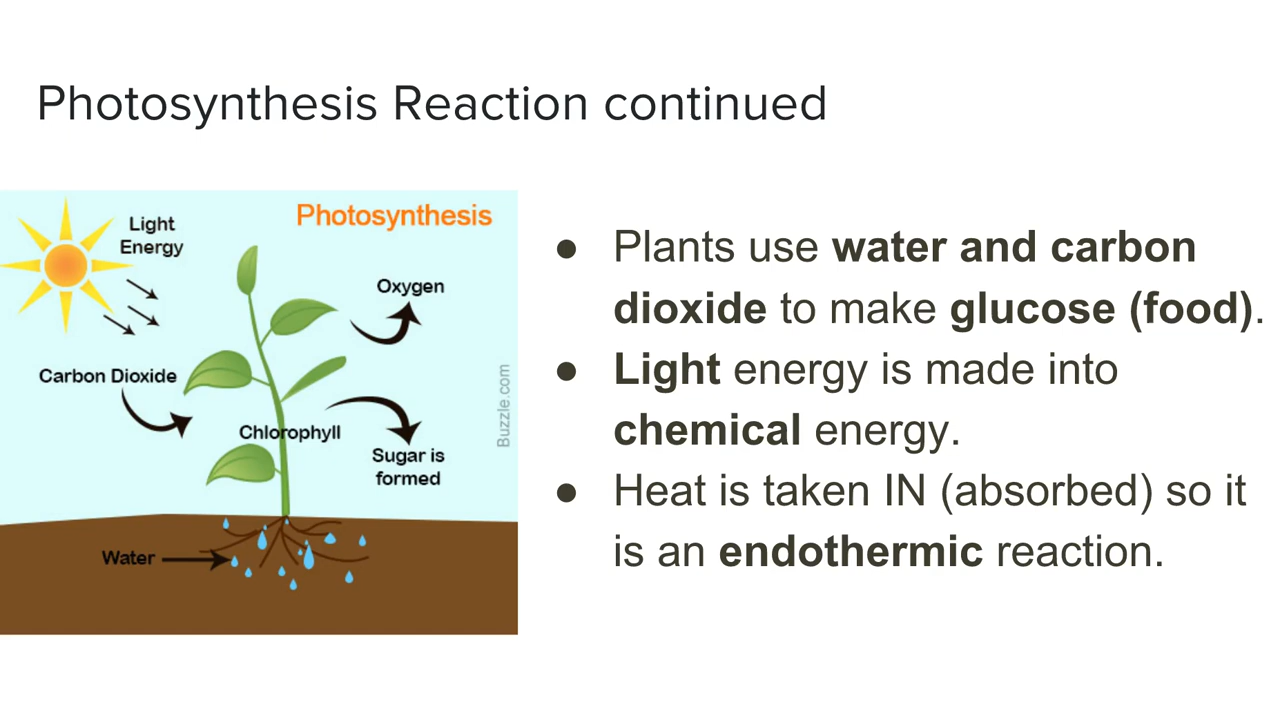 Photosynthesis Reaction continued
Photosynthesis
Light
Energy
Oxygen
Carbon Dioxide
Chlorophyll
Sugar is
formed
Water
Buzzle.com
● Plants use water and carbon
dioxide to make glucose (food).
● Light energy is made into
chemical energy.
● Heat is taken IN (absorbed) so it
is an endothermic reaction.